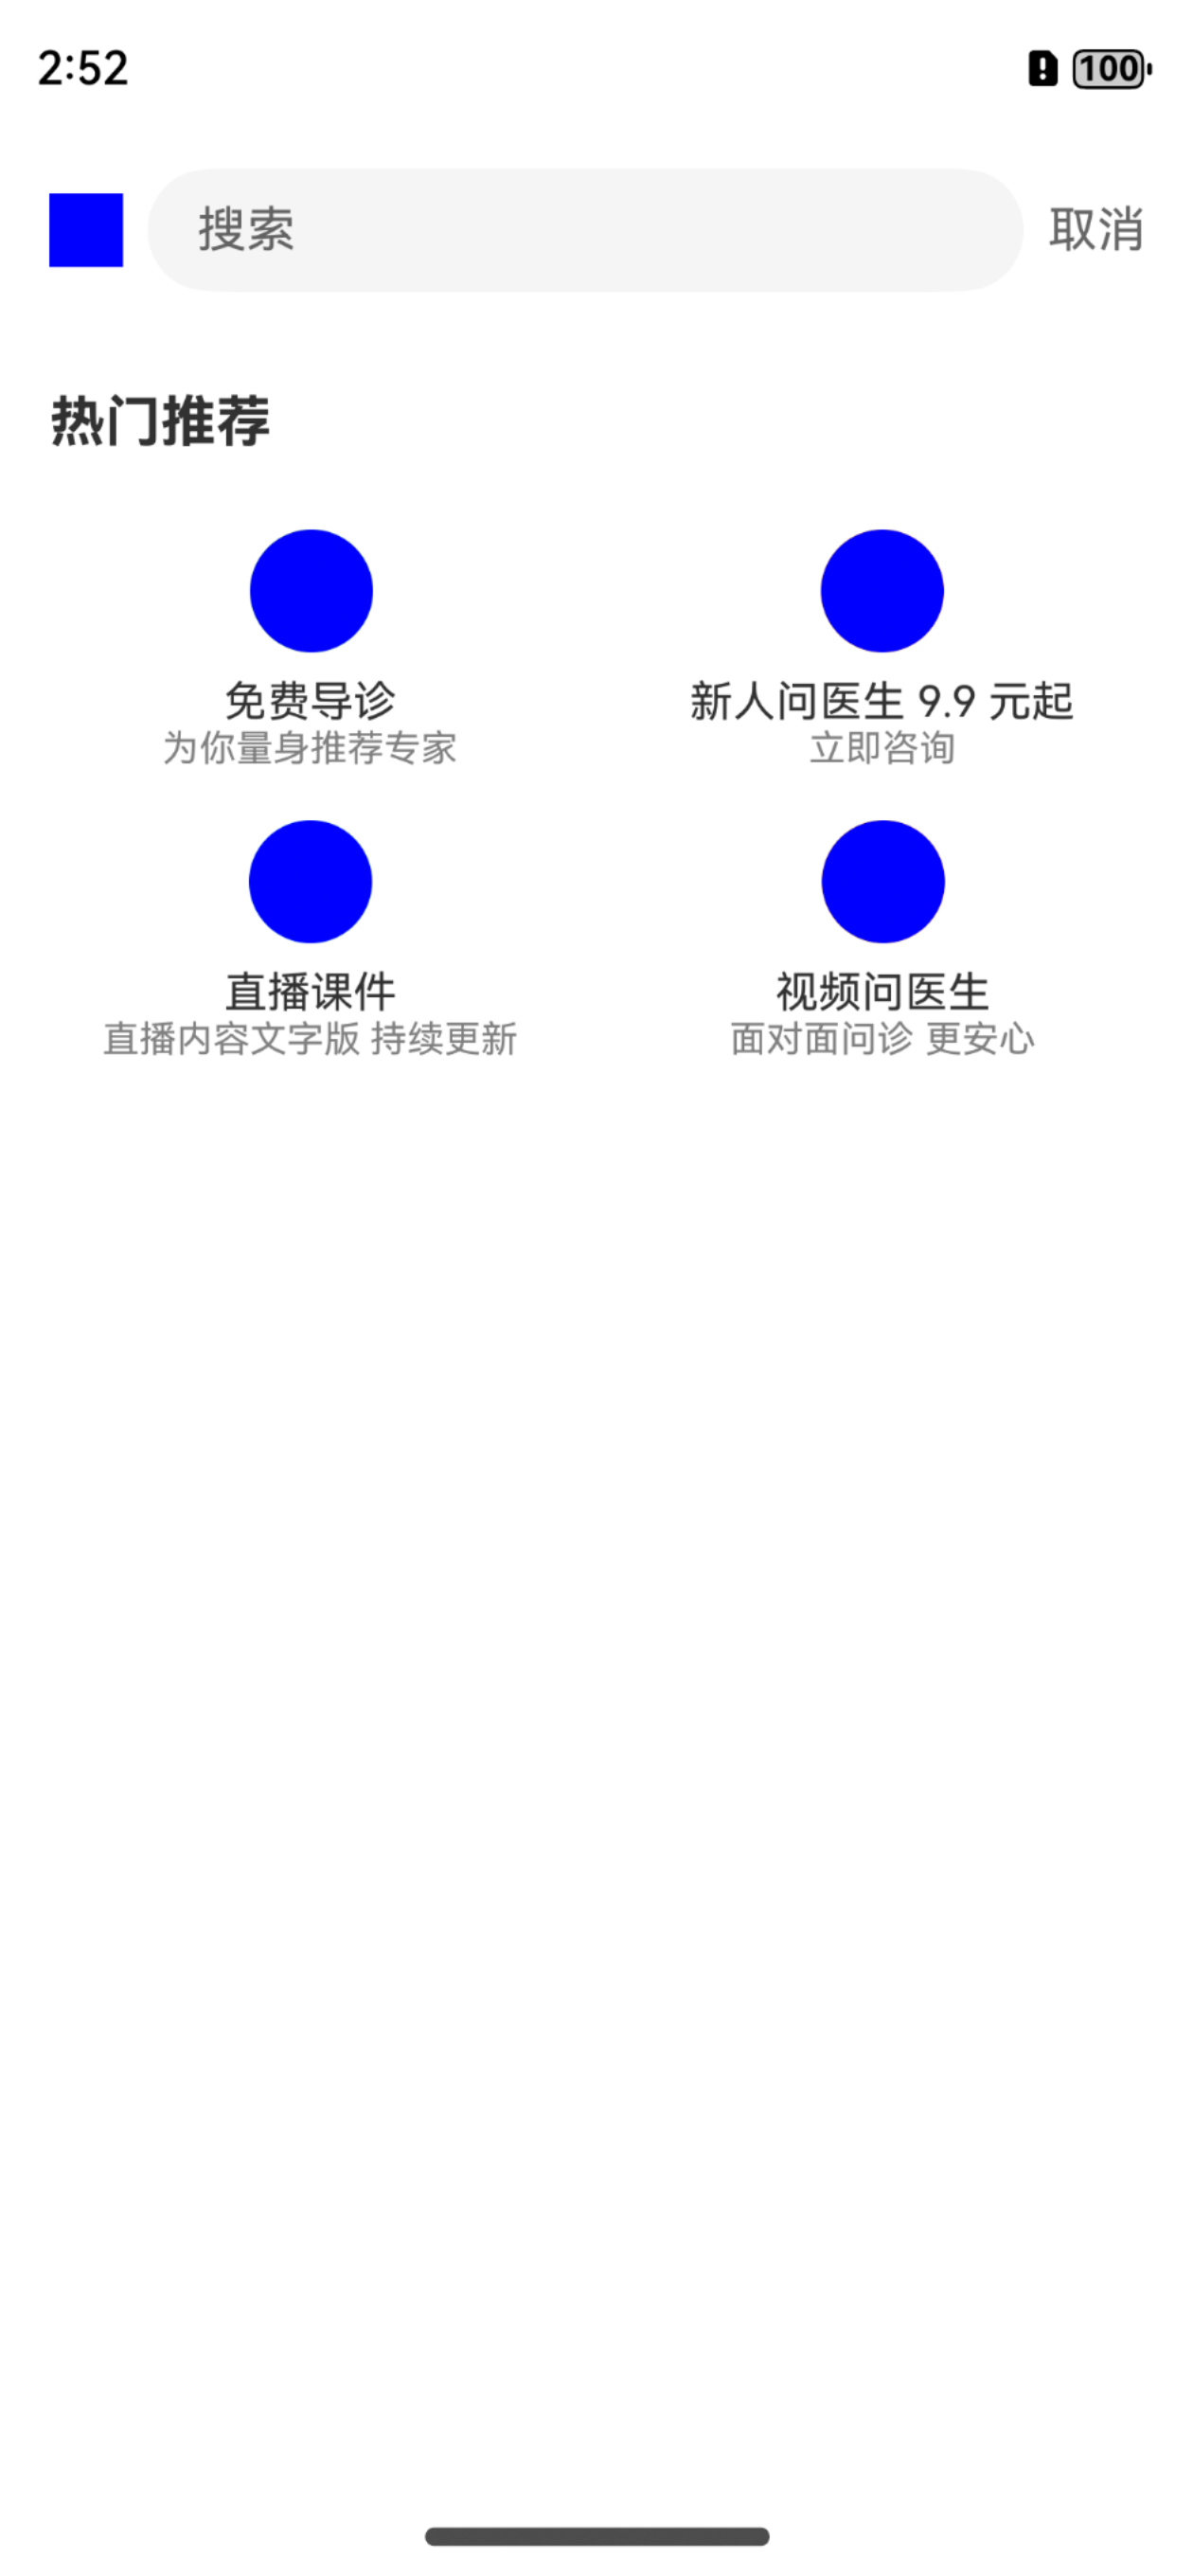 2:52
100
搜索
取消
热门推荐
免费导诊
新人问医生 9.9 元起
为你量身推荐专家
立即咨询
直播课件
视频问医生
直播内容文字版 持续更新
面对面问诊 更安心